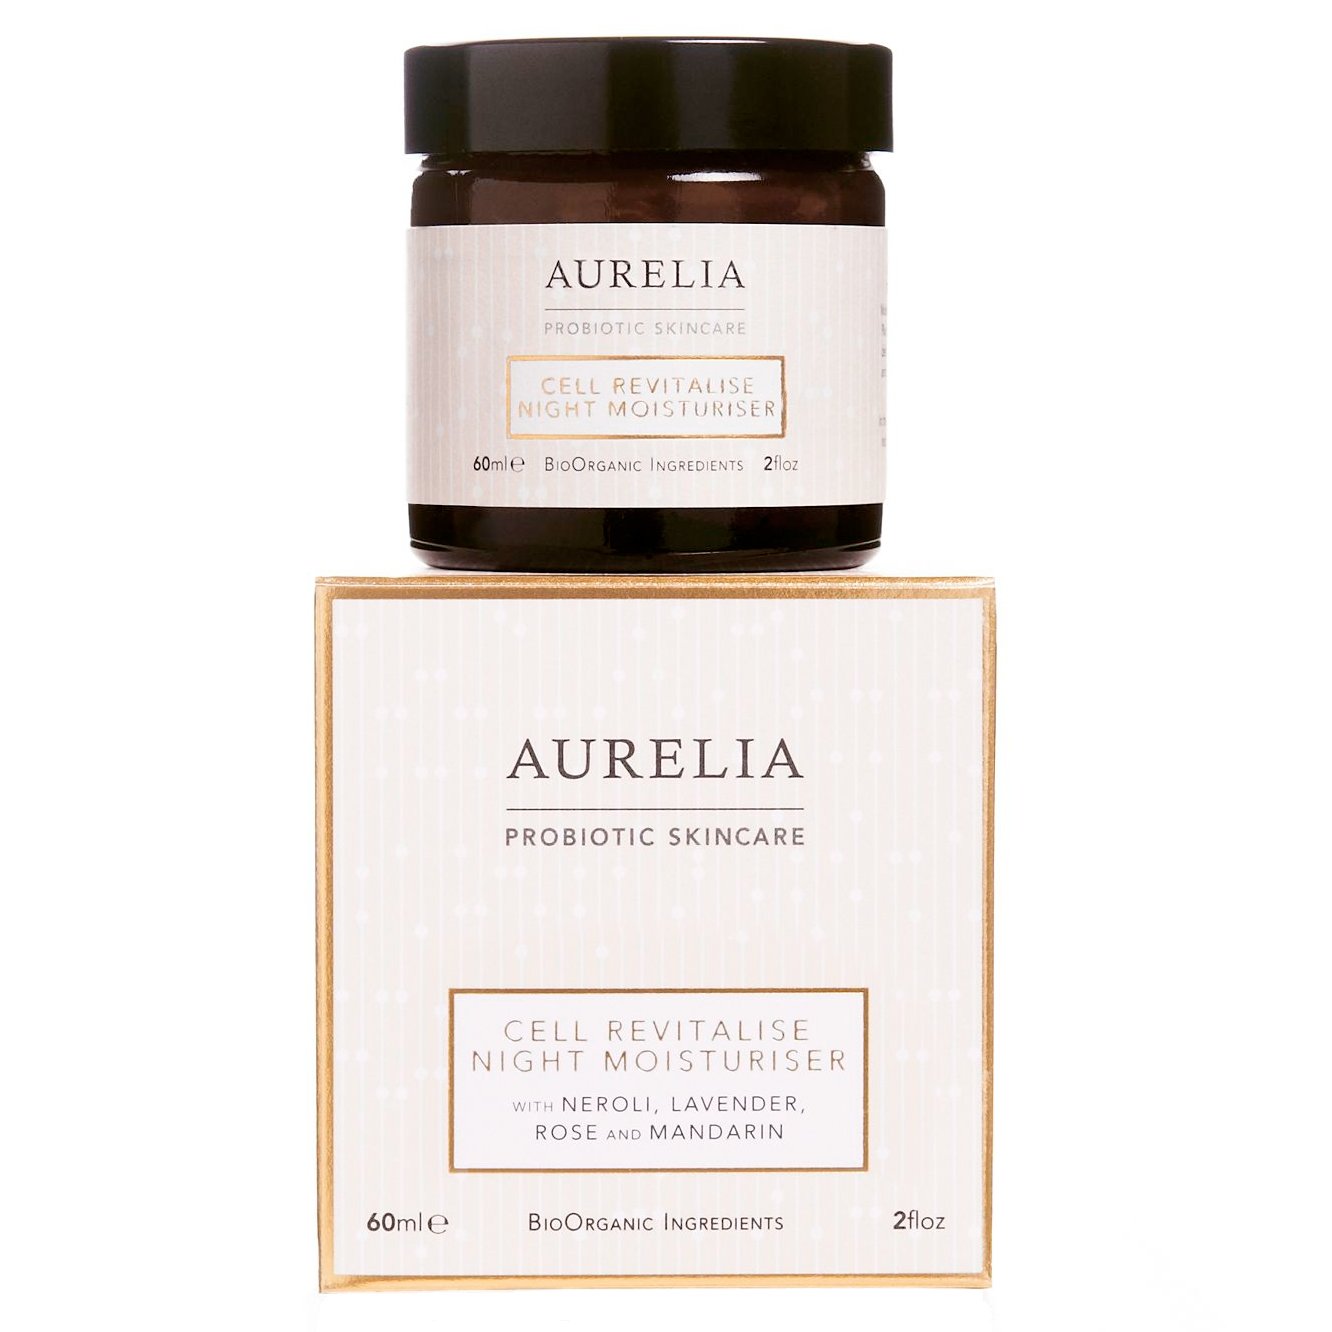 AURELIA
PROBIOTIC SKINCARE
CELL REVITALISE
NIGHT MOISTURISER
60ml℮ BIOORGANIC INGREDIENTS 2floz
AURELIA
PROBIOTIC SKINCARE
CELL REVITALISE
NIGHT MOISTURISER
WITH NEROLI, LAVENDER,
ROSE AND MANDARIN
60ml℮ BIOORGANIC INGREDIENTS 2floz